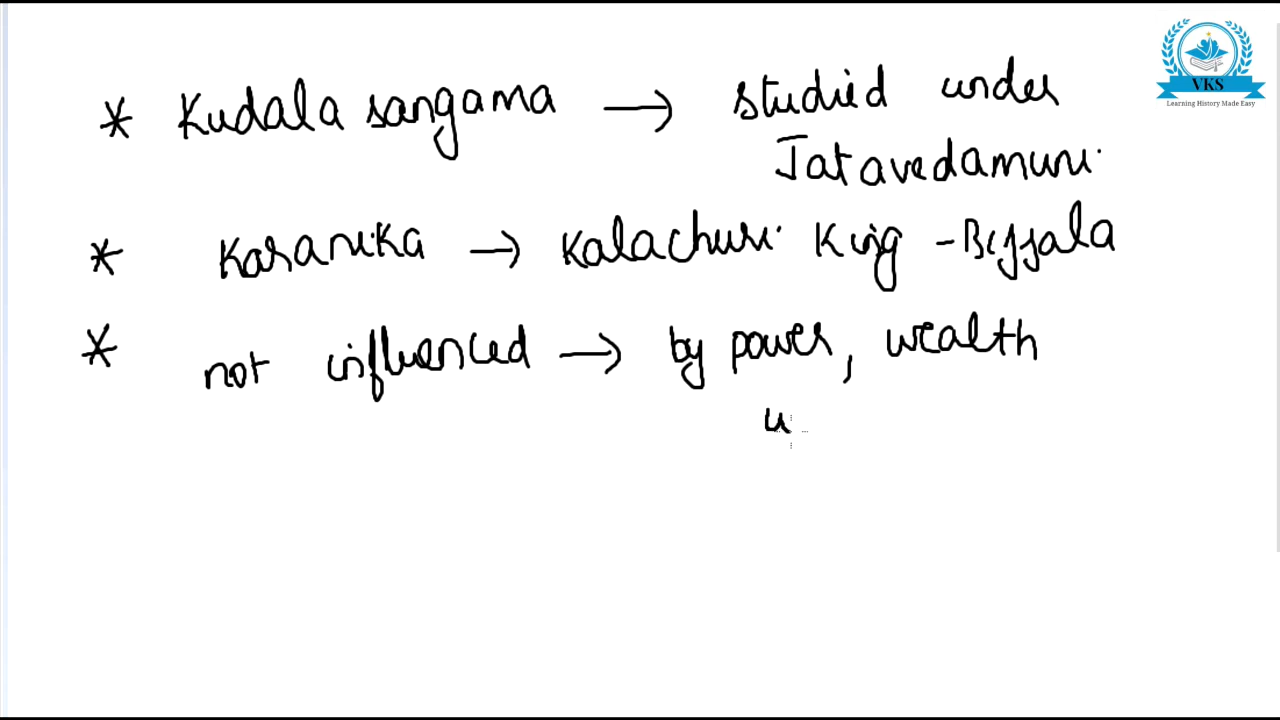 VKS
Learning History Made Easy
* Kudala sangama → studied under
Jatavedamuni
* Karanika → Kalachuri King - Bijjala
* not influenced → by power, wealth